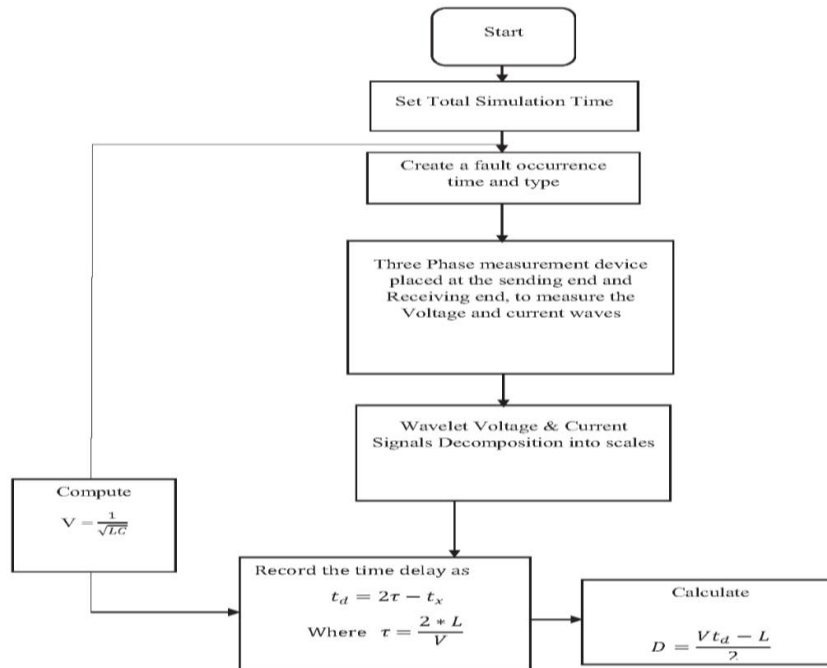 Start
Set Total Simulation Time
Create a fault occurrence
time and type
Three Phase measurement device
placed at the sending end and
Receiving end, to measure the
Voltage and current waves
Wavelet Voltage & Current
Signals Decomposition into scales
Compute
V = 1/√LC
Record the time delay as
t_d = 2τ − t_x
Where τ = 2 * L / V
Calculate
D = (V t_d − L) / 2